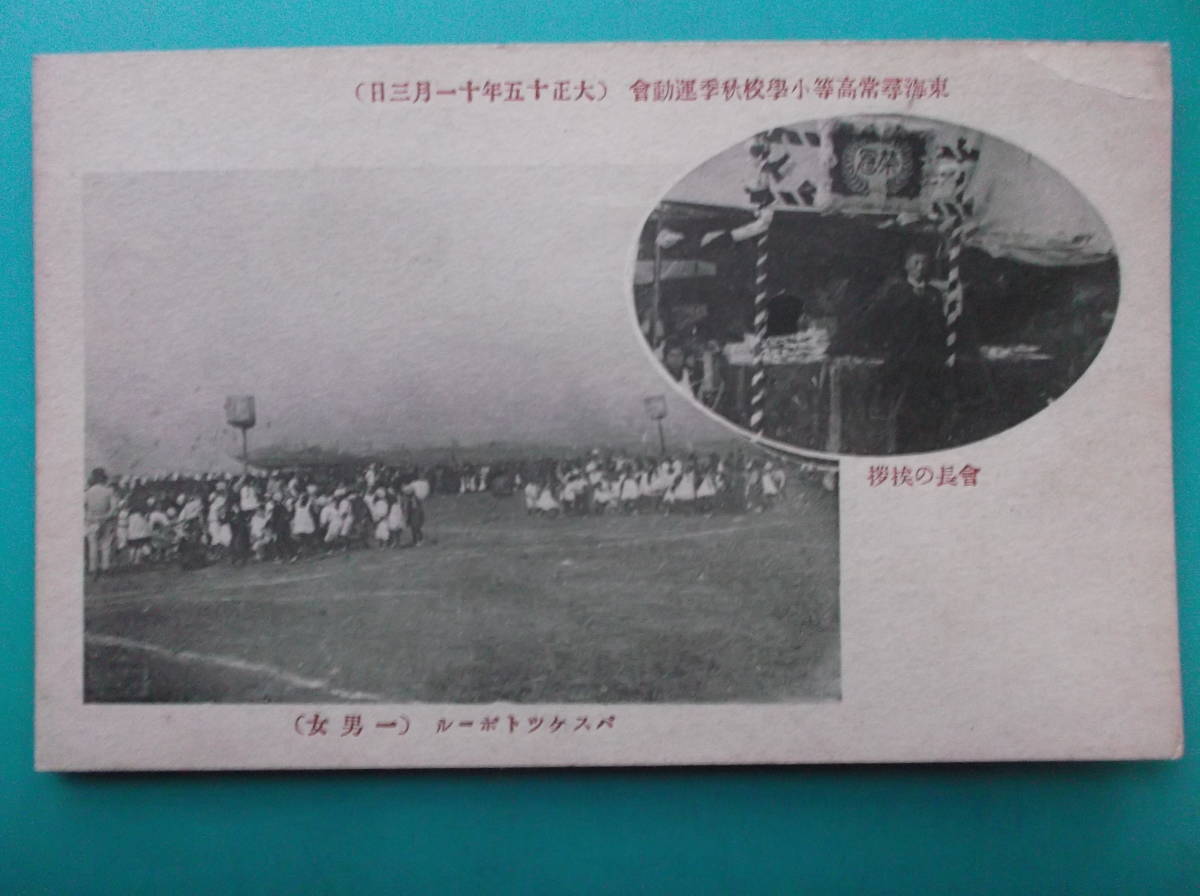 東海尋常高等小學校秋季運動會（大正十五年十一月三日）
會長の挨拶
バスケツトボール（一男女）